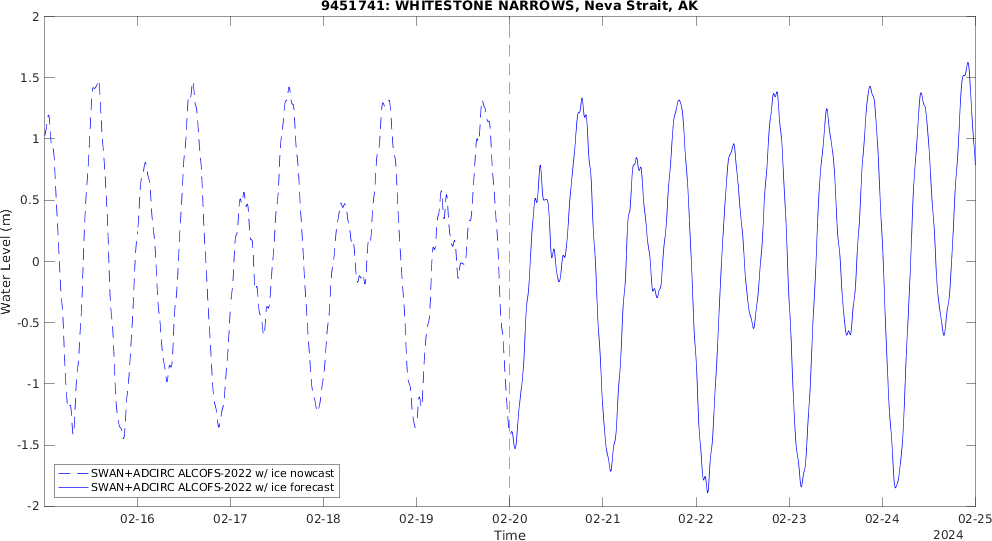 9451741: WHITESTONE NARROWS, Neva Strait, AK
Water Level (m)
2
1.5
1
0.5
0
-0.5
-1
-1.5
-2
SWAN+ADCIRC ALCOFS-2022 w/ ice nowcast
SWAN+ADCIRC ALCOFS-2022 w/ ice forecast
02-16 02-17 02-18 02-19 02-20 02-21 02-22 02-23 02-24 02-25
Time
2024